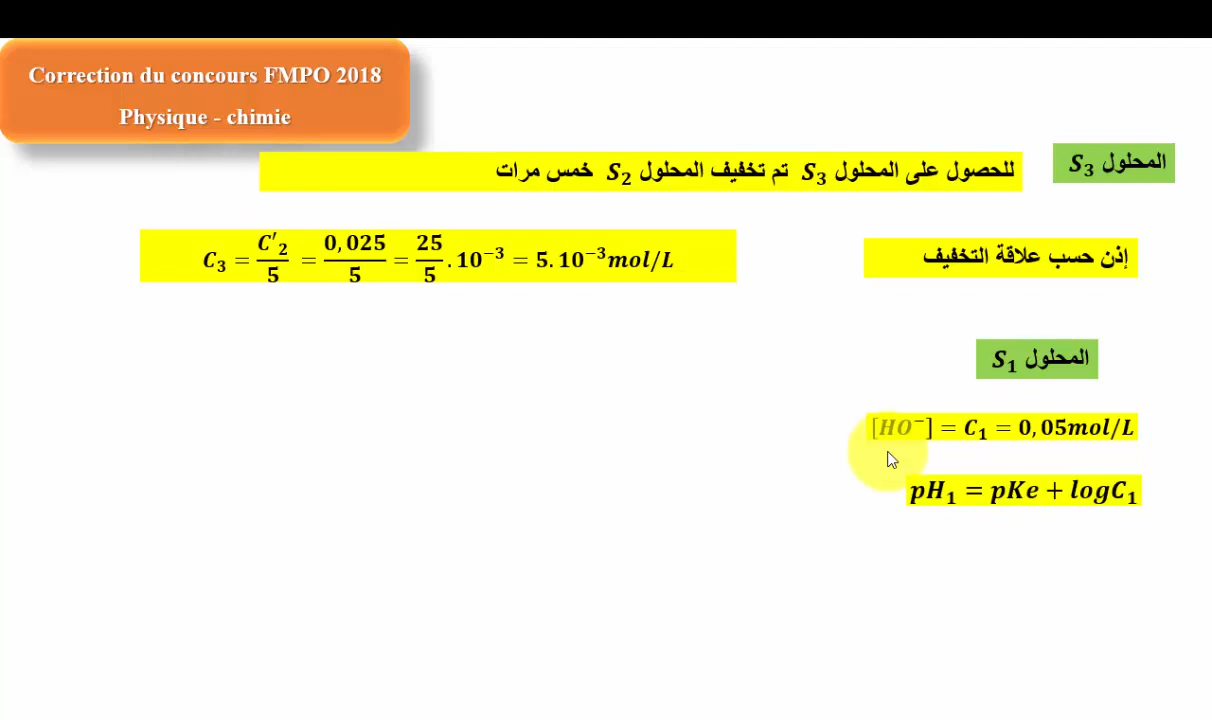 Correction du concours FMPO 2018
Physique - chimie
المحلول S₃
للحصول على المحلول S₃ تم تخفيف المحلول S₂ خمس مرات
إذن حسب علاقة التخفيف
C₃ = C′₂/5 = 0,025/5 = 25/5 . 10⁻³ = 5. 10⁻³mol/L
المحلول S₁
[HO⁻] = C₁ = 0,05mol/L
pH₁ = pKe + logC₁